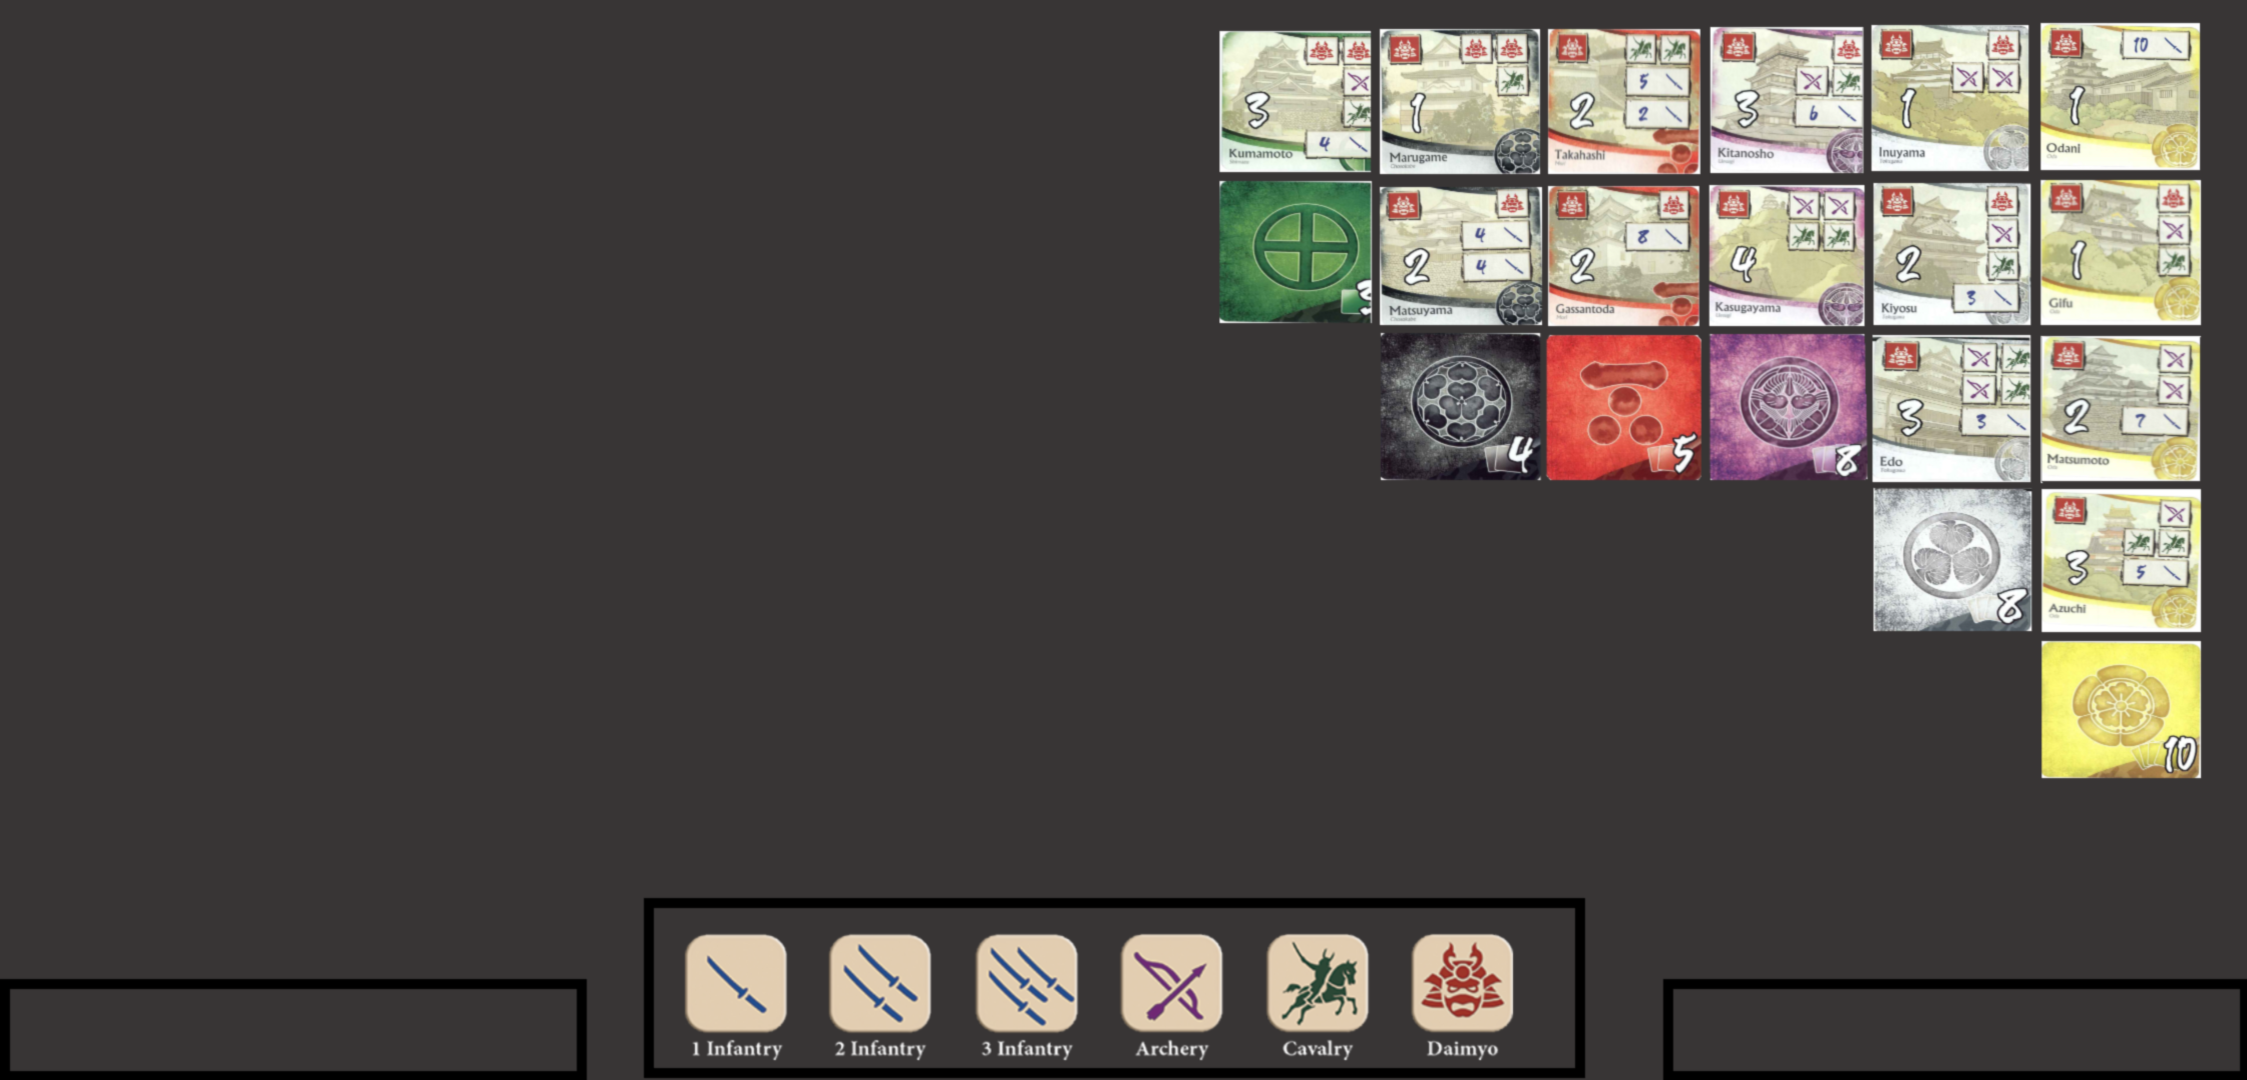 3
4
Kumamoto
3
1
Marugame
2
4
4
Matsuyama
4
5
2
2
Takahashi
8
2
Gassantoda
5
3
6
Kitanosho
4
Kasugayama
8
1
Inuyama
2
3
Kiyosu
3
3
Edo
8
10
1
Odani
1
Gifu
2
7
Matsumoto
3
5
Azuchi
10
1 Infantry
2 Infantry
3 Infantry
Archery
Cavalry
Daimyo